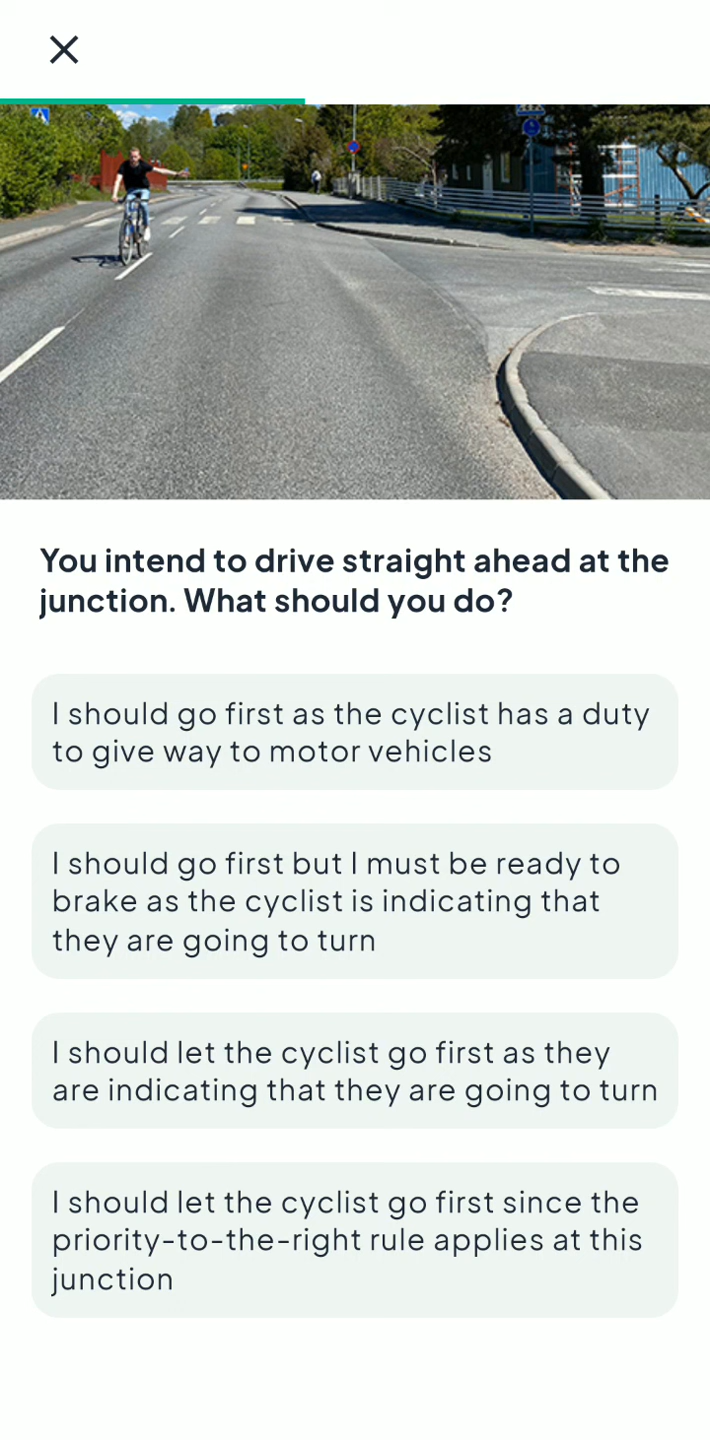 You intend to drive straight ahead at the
junction. What should you do?
I should go first as the cyclist has a duty
to give way to motor vehicles
I should go first but I must be ready to
brake as the cyclist is indicating that
they are going to turn
I should let the cyclist go first as they
are indicating that they are going to turn
I should let the cyclist go first since the
priority-to-the-right rule applies at this
junction